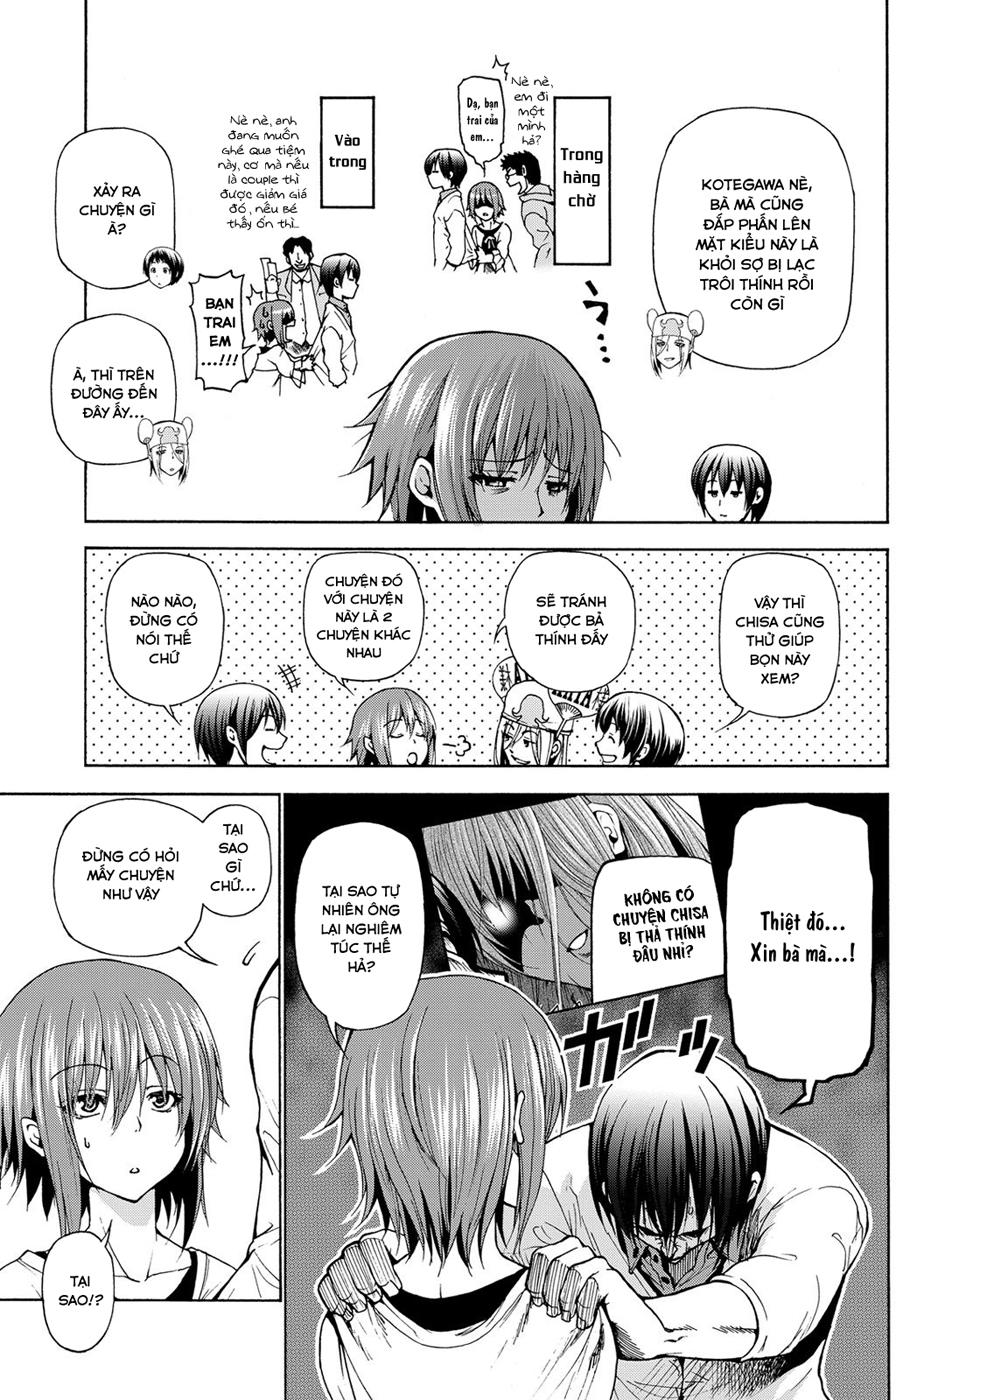 KOTEGAWA NÈ,
BÀ MÀ CŨNG
ĐẮP PHẤN LÊN
MẶT KIỂU NÀY LÀ
KHỎI SỢ BỊ LẠC
TRÔI THÍNH RỒI
CÒN GÌ
Trong
hàng
chờ
Nè nè,
em đi
một
mình
hả?
Dạ, bạn
trai của
em...
Vào
trong
Nè nè, anh
đang muốn
ghé qua tiệm
này, cơ mà nếu
là couple thì
được giảm giá
đó, nếu bé
thấy ổn thì...
BẠN
TRAI
EM
...!!!
XẢY RA
CHUYỆN GÌ
À?
À, THÌ TRÊN
ĐƯỜNG ĐẾN
ĐÂY ẤY...
VẬY THÌ
CHISA CŨNG
THỬ GIÚP
BỌN NÀY
XEM?
SẼ TRÁNH
ĐƯỢC BẢ
THÍNH ĐẤY
CHUYỆN ĐÓ
VỚI CHUYỆN
NÀY LÀ 2
CHUYỆN KHÁC
NHAU
NÀO NÀO,
ĐỪNG CÓ
NÓI THẾ
CHỨ
Thiệt đó...
Xin bà mà...!
KHÔNG CÓ
CHUYỆN CHISA
BỊ THẢ THÍNH
ĐÂU NHỈ?
ガッ
TẠI SAO TỰ
NHIÊN ÔNG
LẠI NGHIÊM
TÚC THẾ
HẢ?
TẠI
SAO
GÌ
CHỨ...
ĐỪNG CÓ HỎI
MẤY CHUYỆN
NHƯ VẬY
TẠI
SAO!?